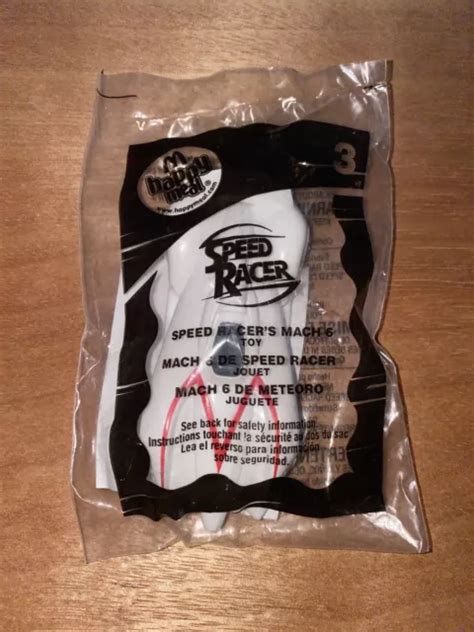 3
happy
meal
www.happymeal.com
SPEED
RACER
SPEED RACER'S MACH 6
TOY
MACH 6 DE SPEED RACER
JOUET
MACH 6 DE METEORO
JUGUETE
See back for safety information.
Instructions touchant la sécurité au dos du sac
Lea el reverso para información
sobre seguridad.